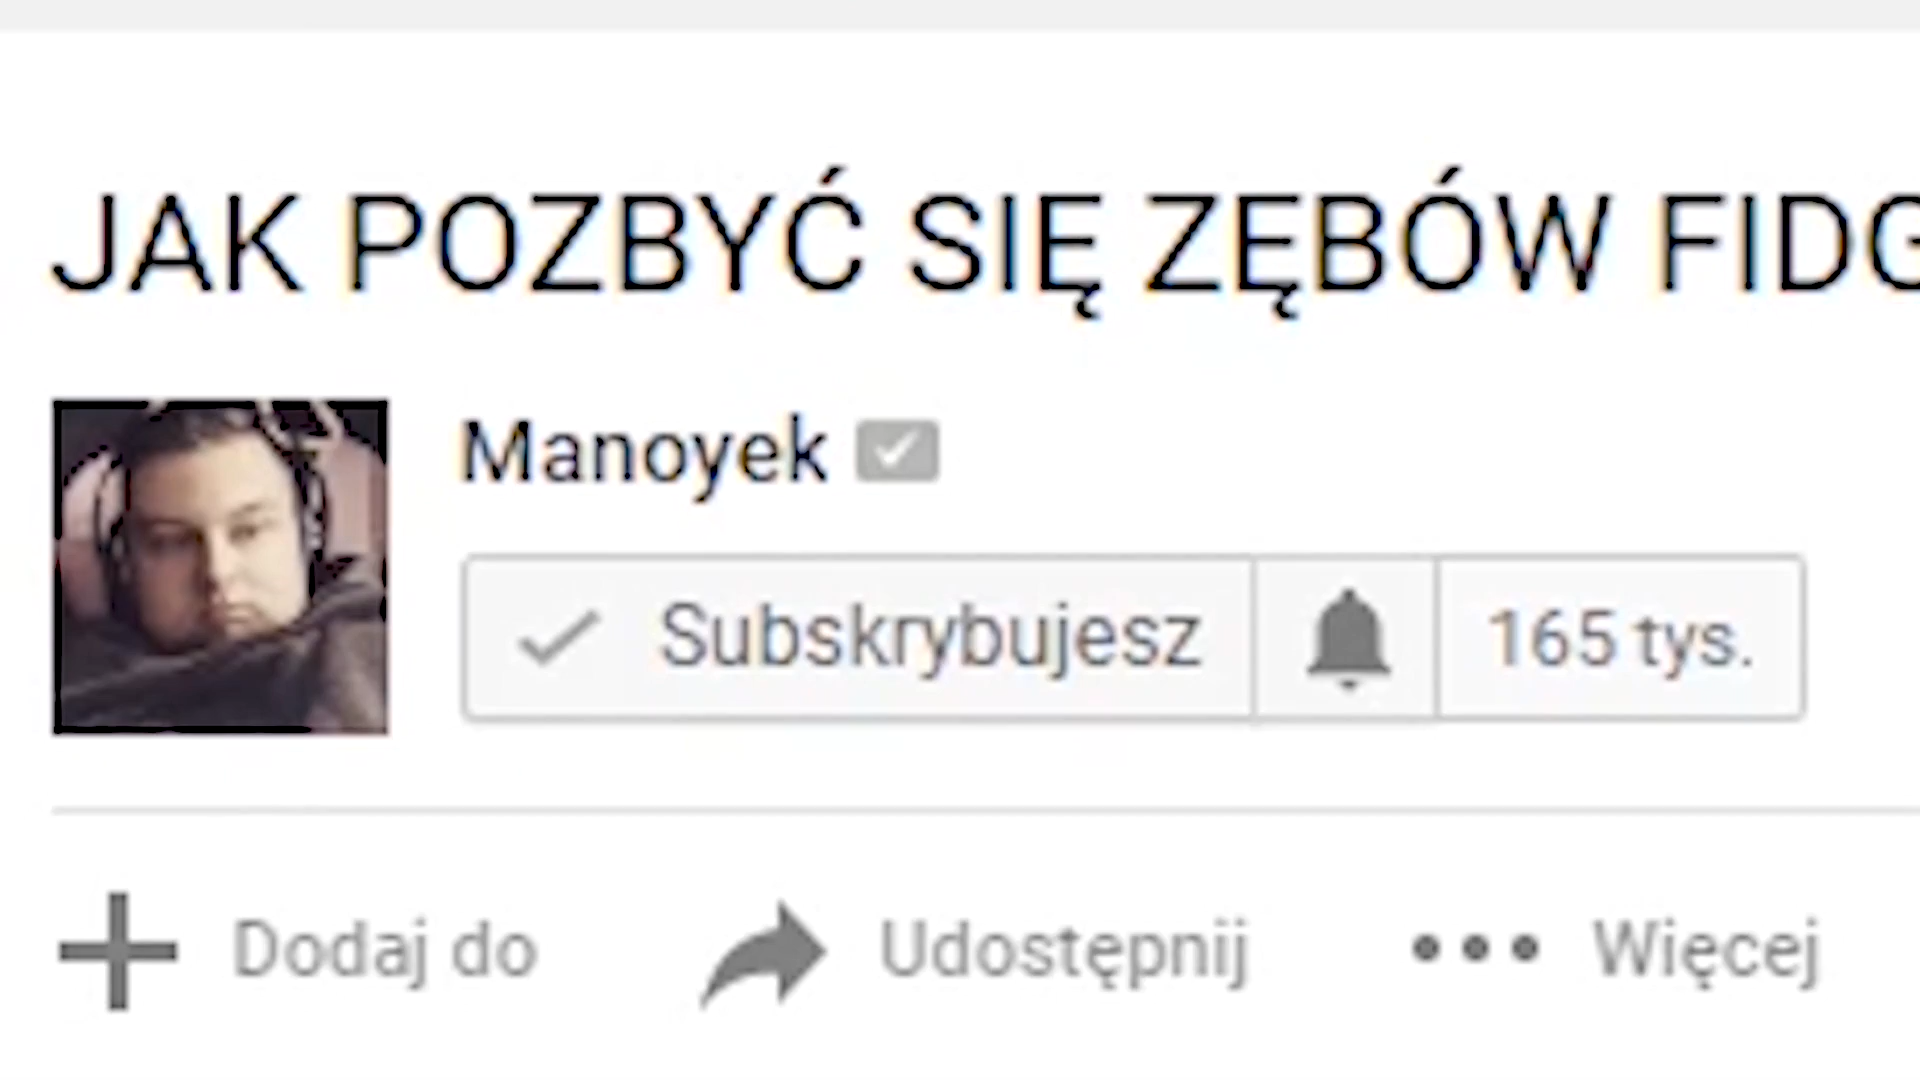 JAK POZBYĆ SIĘ ZĘBÓW FIDG
Manoyek
Subskrybujesz 165 tys.
Dodaj do Udostępnij Więcej